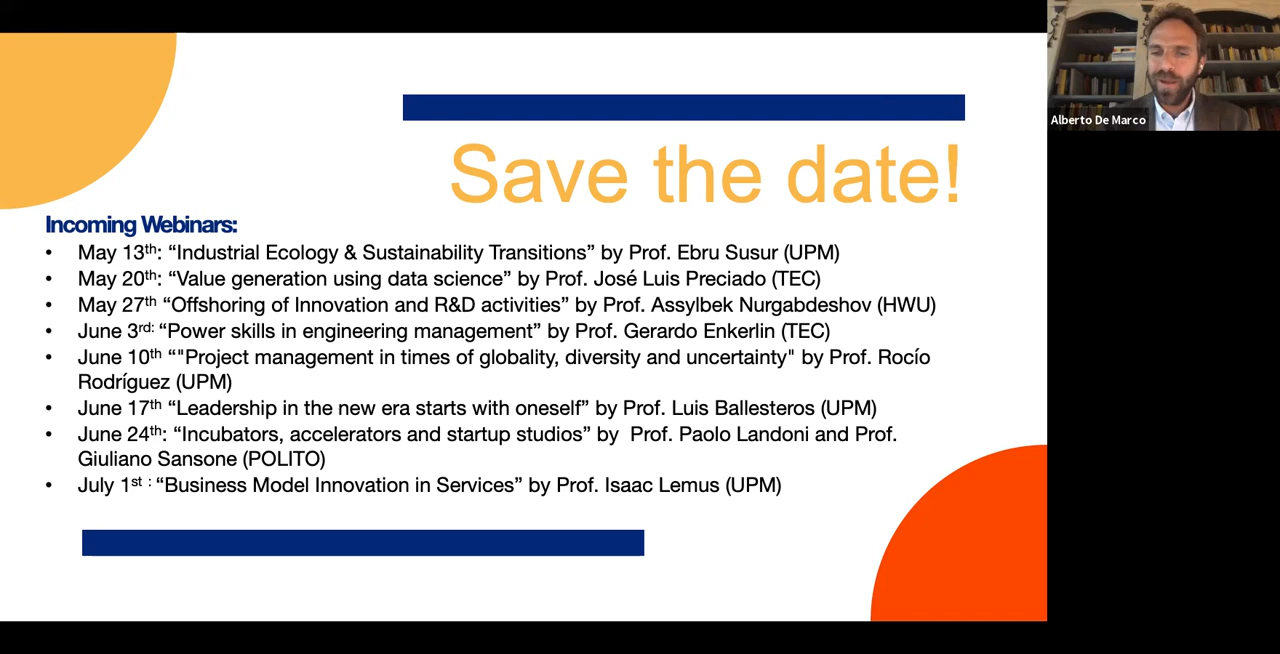 Alberto De Marco
Save the date!
Incoming Webinars:
• May 13th: “Industrial Ecology & Sustainability Transitions” by Prof. Ebru Susur (UPM)
• May 20th: “Value generation using data science” by Prof. José Luis Preciado (TEC)
• May 27th “Offshoring of Innovation and R&D activities” by Prof. Assylbek Nurgabdeshov (HWU)
• June 3rd: “Power skills in engineering management” by Prof. Gerardo Enkerlin (TEC)
• June 10th “"Project management in times of globality, diversity and uncertainty" by Prof. Rocío
Rodríguez (UPM)
• June 17th “Leadership in the new era starts with oneself” by Prof. Luis Ballesteros (UPM)
• June 24th: “Incubators, accelerators and startup studios” by  Prof. Paolo Landoni and Prof.
Giuliano Sansone (POLITO)
• July 1st : “Business Model Innovation in Services” by Prof. Isaac Lemus (UPM)